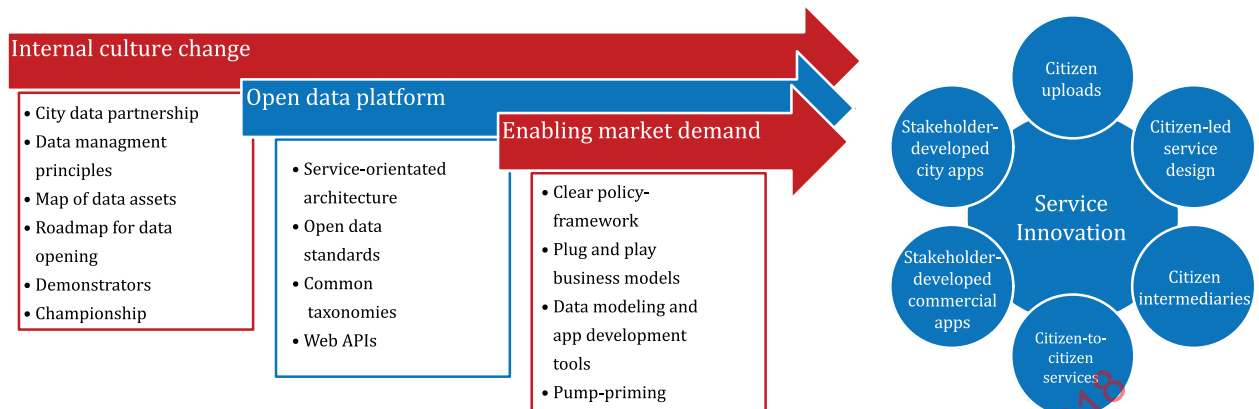 Internal culture change
• City data partnership
• Data managment
principles
• Map of data assets
• Roadmap for data
opening
• Demonstrators
• Championship
Open data platform
• Service-orientated
architecture
• Open data
standards
• Common
taxonomies
• Web APIs
Enabling market demand
• Clear policy-
framework
• Plug and play
business models
• Data modeling and
app development
tools
• Pump-priming
Citizen
uploads
Stakeholder-
developed
city apps
Citizen-led
service
design
Service
Innovation
Stakeholder-
developed
commercial
apps
Citizen
intermediaries
Citizen-to-
citizen
services
18